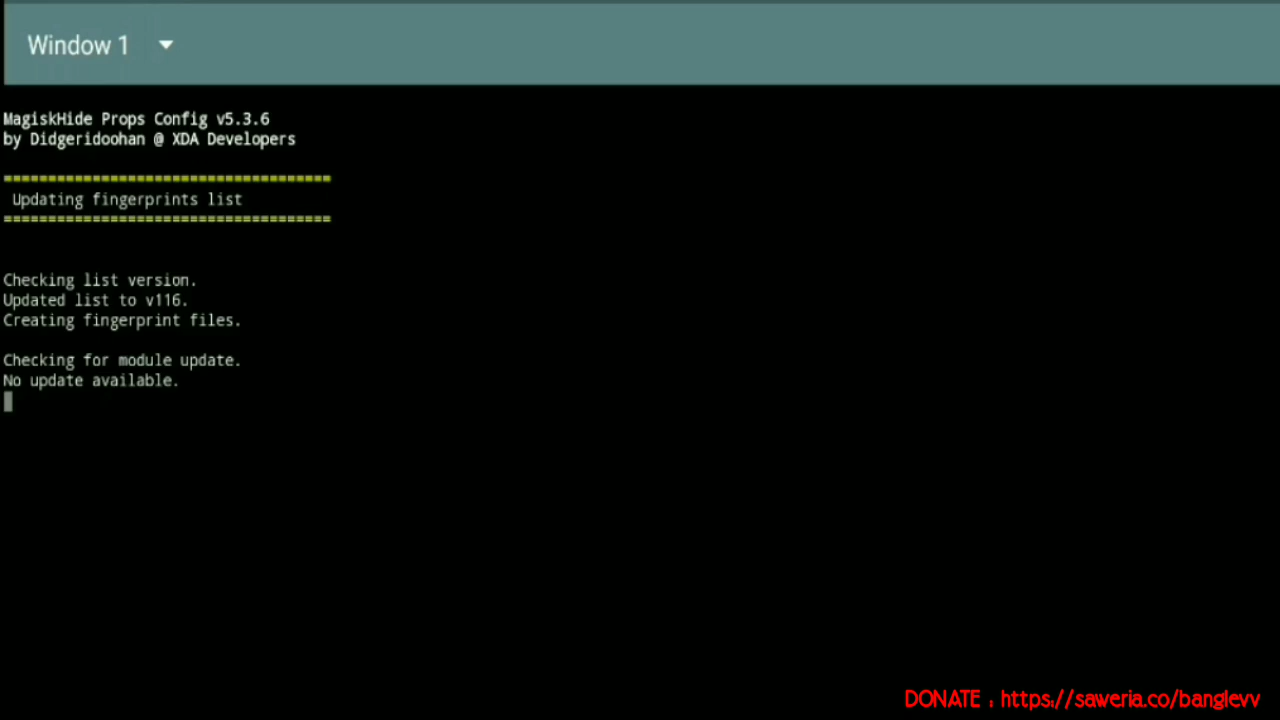 Window 1
MagiskHide Props Config v5.3.6
by Didgeridoohan @ XDA Developers
=====================================
Updating fingerprints list
=====================================
Checking list version.
Updated list to v116.
Creating fingerprint files.
Checking for module update.
No update available.
DONATE : https://saweria.co/banglevv